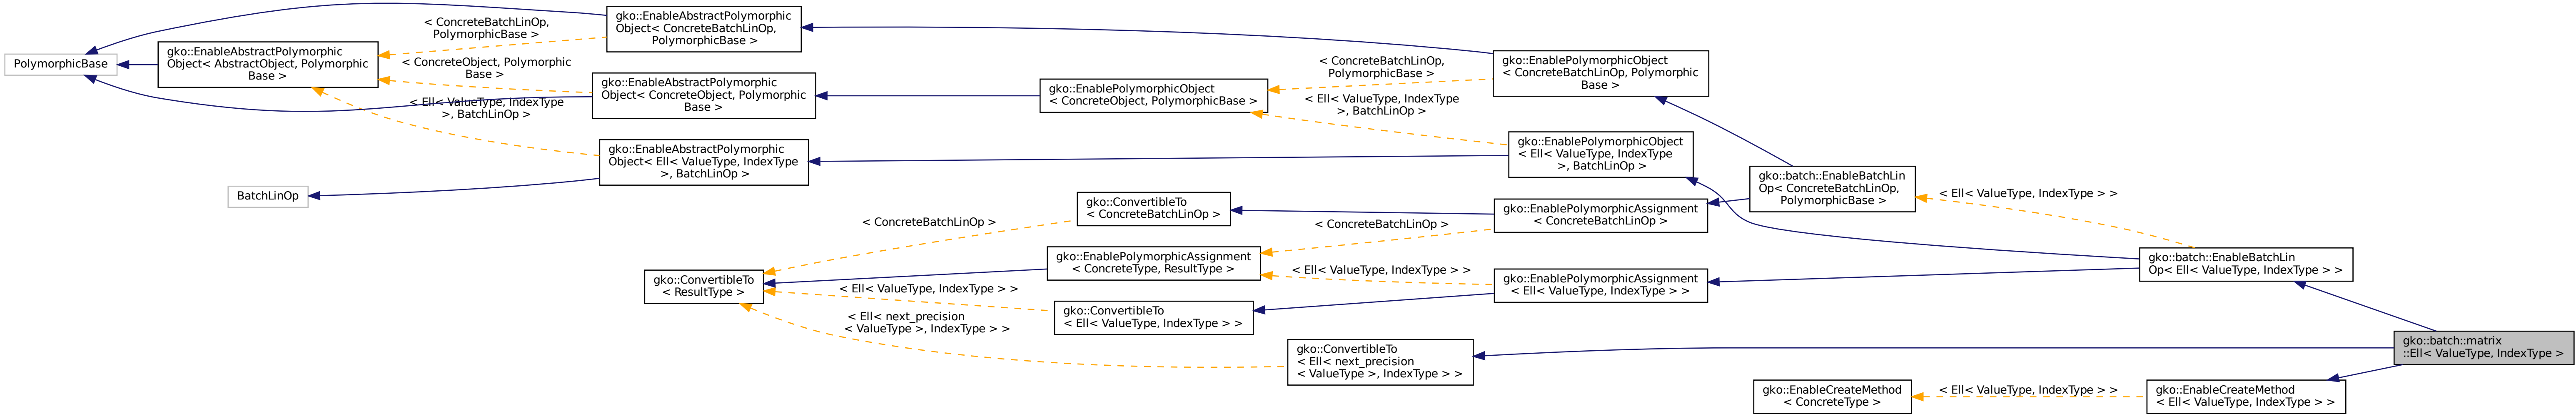 PolymorphicBase
gko::EnableAbstractPolymorphic
Object< AbstractObject, Polymorphic
Base >
BatchLinOp
< ConcreteBatchLinOp,
PolymorphicBase >
< ConcreteObject, Polymorphic
Base >
< Ell< ValueType, IndexType
>, BatchLinOp >
gko::EnableAbstractPolymorphic
Object< ConcreteBatchLinOp,
PolymorphicBase >
gko::EnableAbstractPolymorphic
Object< ConcreteObject, Polymorphic
Base >
gko::EnableAbstractPolymorphic
Object< Ell< ValueType, IndexType
>, BatchLinOp >
gko::ConvertibleTo
< ResultType >
< ConcreteBatchLinOp >
< Ell< ValueType, IndexType > >
< Ell< next_precision
< ValueType >, IndexType > >
gko::EnablePolymorphicObject
< ConcreteObject, PolymorphicBase >
gko::ConvertibleTo
< ConcreteBatchLinOp >
gko::EnablePolymorphicAssignment
< ConcreteType, ResultType >
gko::ConvertibleTo
< Ell< ValueType, IndexType > >
gko::ConvertibleTo
< Ell< next_precision
< ValueType >, IndexType > >
< ConcreteBatchLinOp,
PolymorphicBase >
< Ell< ValueType, IndexType
>, BatchLinOp >
< ConcreteBatchLinOp >
< Ell< ValueType, IndexType > >
gko::EnablePolymorphicObject
< ConcreteBatchLinOp, Polymorphic
Base >
gko::EnablePolymorphicObject
< Ell< ValueType, IndexType
>, BatchLinOp >
gko::EnablePolymorphicAssignment
< ConcreteBatchLinOp >
gko::EnablePolymorphicAssignment
< Ell< ValueType, IndexType > >
gko::batch::EnableBatchLin
Op< ConcreteBatchLinOp,
PolymorphicBase >
gko::EnableCreateMethod
< ConcreteType >
< Ell< ValueType, IndexType > >
< Ell< ValueType, IndexType > >
gko::batch::EnableBatchLin
Op< Ell< ValueType, IndexType > >
gko::EnableCreateMethod
< Ell< ValueType, IndexType > >
gko::batch::matrix
::Ell< ValueType, IndexType >